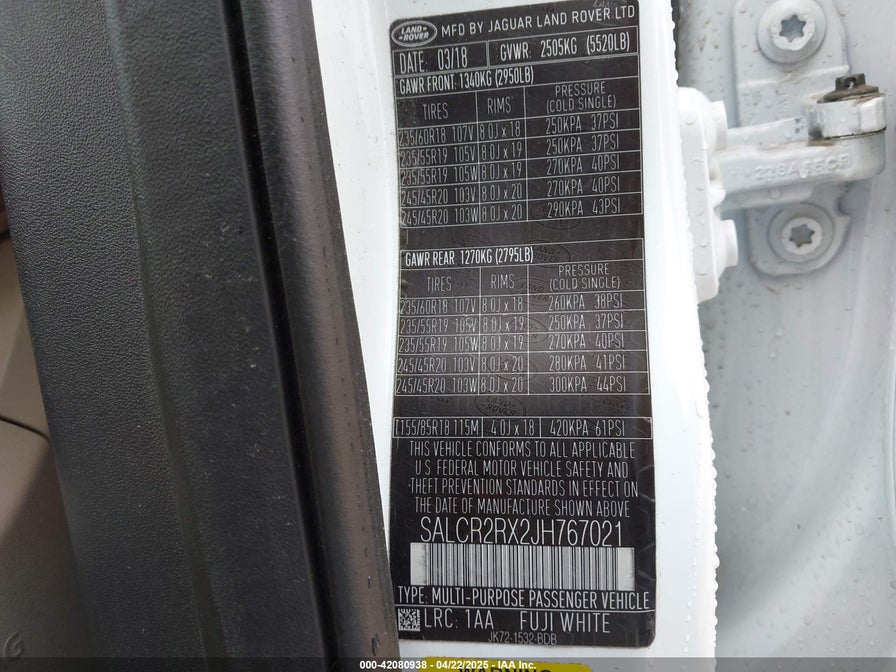 LAND ROVER MFD BY JAGUAR LAND ROVER LTD
DATE: 03/18 GVWR: 2505KG (5520LB)
GAWR FRONT: 1340KG (2950LB)
TIRES RIMS PRESSURE (COLD SINGLE)
235/60R18 107V 8.0J x 18 250KPA 37PSI
235/55R19 105V 8.0J x 19 250KPA 37PSI
235/55R19 105W 8.0J x 19 270KPA 40PSI
245/45R20 103V 8.0J x 20 270KPA 40PSI
245/45R20 103W 8.0J x 20 290KPA 43PSI
GAWR REAR: 1270KG (2795LB)
TIRES RIMS PRESSURE (COLD SINGLE)
235/60R18 107V 8.0J x 18 260KPA 38PSI
235/55R19 105V 8.0J x 19 250KPA 37PSI
235/55R19 105W 8.0J x 19 270KPA 40PSI
245/45R20 103V 8.0J x 20 280KPA 41PSI
245/45R20 103W 8.0J x 20 300KPA 44PSI
T155/85R18 115M 4.0J x 18 420KPA 61PSI
THIS VEHICLE CONFORMS TO ALL APPLICABLE
U.S. FEDERAL MOTOR VEHICLE SAFETY AND
THEFT PREVENTION STANDARDS IN EFFECT ON
THE DATE OF MANUFACTURE SHOWN ABOVE
SALCR2RX2JH767021
TYPE: MULTI-PURPOSE PASSENGER VEHICLE
LRC: 1AA FUJI WHITE
JK72-1532-BDB
WARNING
000-42080938 - 04/22/2025 - IAA Inc.